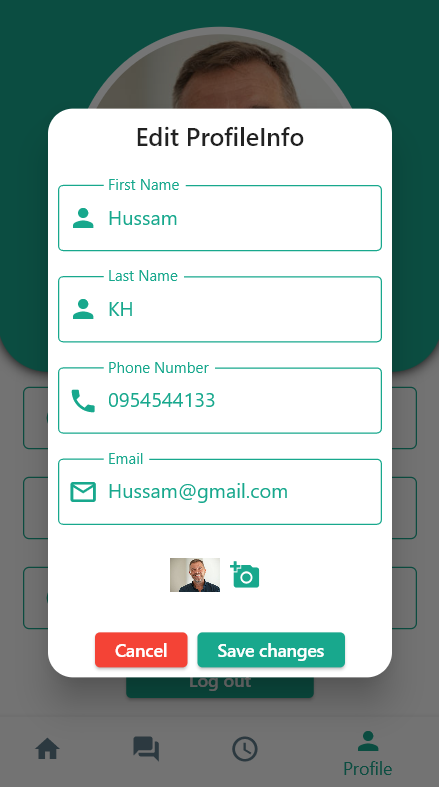 Edit ProfileInfo
First Name
Hussam
Last Name
KH
Phone Number
0954544133
Email
Hussam@gmail.com
Cancel
Save changes
Log out
Profile